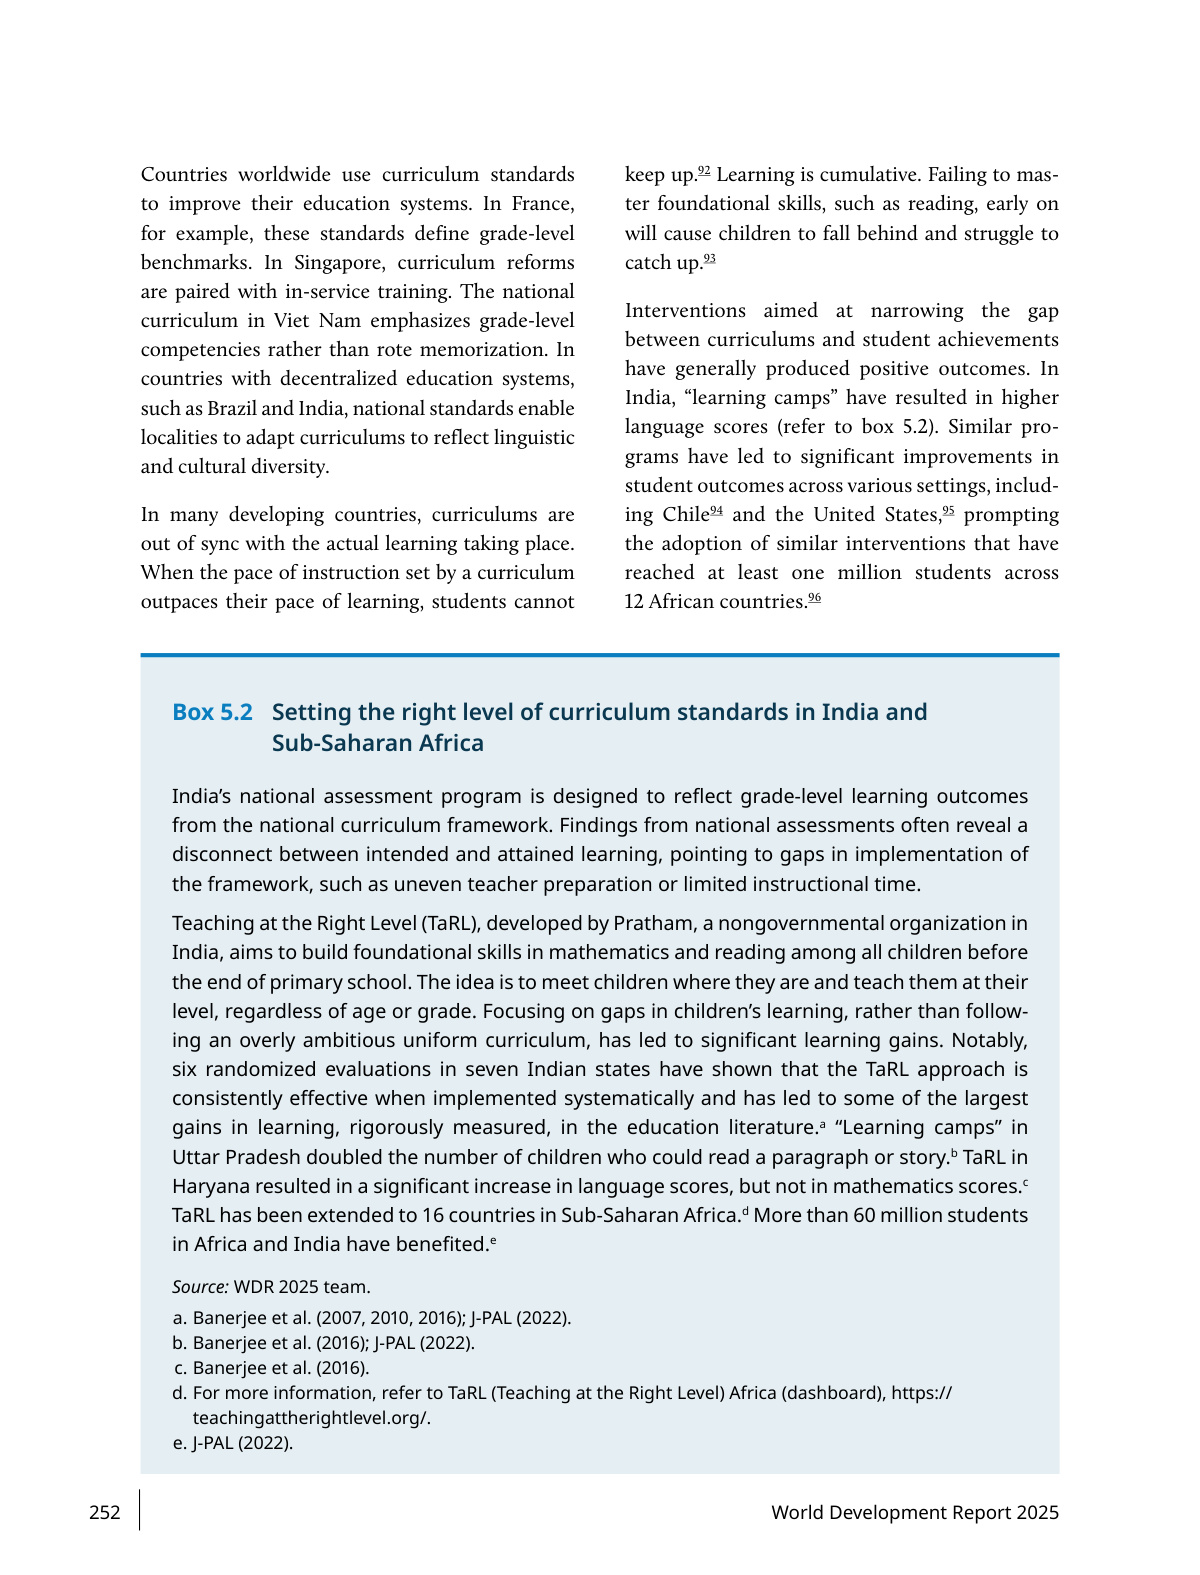 Countries worldwide use curriculum standards
to improve their education systems. In France,
for example, these standards define grade-level
benchmarks. In Singapore, curriculum reforms
are paired with in-service training. The national
curriculum in Viet Nam emphasizes grade-level
competencies rather than rote memorization. In
countries with decentralized education systems,
such as Brazil and India, national standards enable
localities to adapt curriculums to reflect linguistic
and cultural diversity.
In many developing countries, curriculums are
out of sync with the actual learning taking place.
When the pace of instruction set by a curriculum
outpaces their pace of learning, students cannot
keep up.92 Learning is cumulative. Failing to mas-
ter foundational skills, such as reading, early on
will cause children to fall behind and struggle to
catch up.93
Interventions aimed at narrowing the gap
between curriculums and student achievements
have generally produced positive outcomes. In
India, “learning camps” have resulted in higher
language scores (refer to box 5.2). Similar pro-
grams have led to significant improvements in
student outcomes across various settings, includ-
ing Chile94 and the United States,95 prompting
the adoption of similar interventions that have
reached at least one million students across
12 African countries.96
Box 5.2 Setting the right level of curriculum standards in India and
Sub-Saharan Africa
India’s national assessment program is designed to reflect grade-level learning outcomes
from the national curriculum framework. Findings from national assessments often reveal a
disconnect between intended and attained learning, pointing to gaps in implementation of
the framework, such as uneven teacher preparation or limited instructional time.
Teaching at the Right Level (TaRL), developed by Pratham, a nongovernmental organization in
India, aims to build foundational skills in mathematics and reading among all children before
the end of primary school. The idea is to meet children where they are and teach them at their
level, regardless of age or grade. Focusing on gaps in children’s learning, rather than follow-
ing an overly ambitious uniform curriculum, has led to significant learning gains. Notably,
six randomized evaluations in seven Indian states have shown that the TaRL approach is
consistently effective when implemented systematically and has led to some of the largest
gains in learning, rigorously measured, in the education literature.a “Learning camps” in
Uttar Pradesh doubled the number of children who could read a paragraph or story.b TaRL in
Haryana resulted in a significant increase in language scores, but not in mathematics scores.c
TaRL has been extended to 16 countries in Sub-Saharan Africa.d More than 60 million students
in Africa and India have benefited.e
Source: WDR 2025 team.
a. Banerjee et al. (2007, 2010, 2016); J-PAL (2022).
b. Banerjee et al. (2016); J-PAL (2022).
c. Banerjee et al. (2016).
d. For more information, refer to TaRL (Teaching at the Right Level) Africa (dashboard), https://
teachingattherightlevel.org/.
e. J-PAL (2022).
252
World Development Report 2025